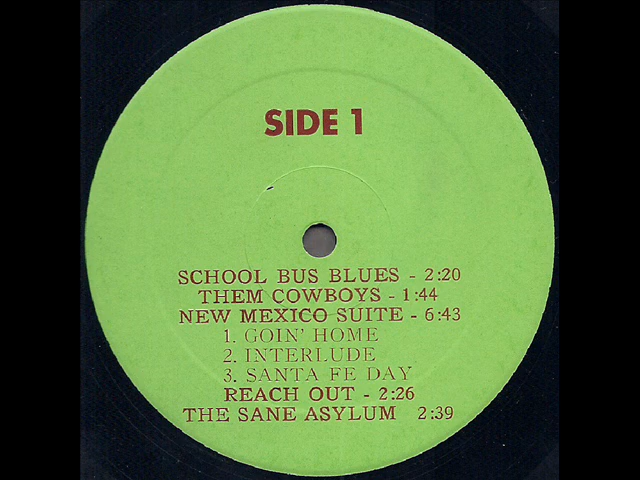 SIDE 1
SCHOOL BUS BLUES - 2:20
THEM COWBOYS - 1:44
NEW MEXICO SUITE - 6:43
1. GOIN' HOME
2. INTERLUDE
3. SANTA FE DAY
REACH OUT - 2:26
THE SANE ASYLUM 2:39